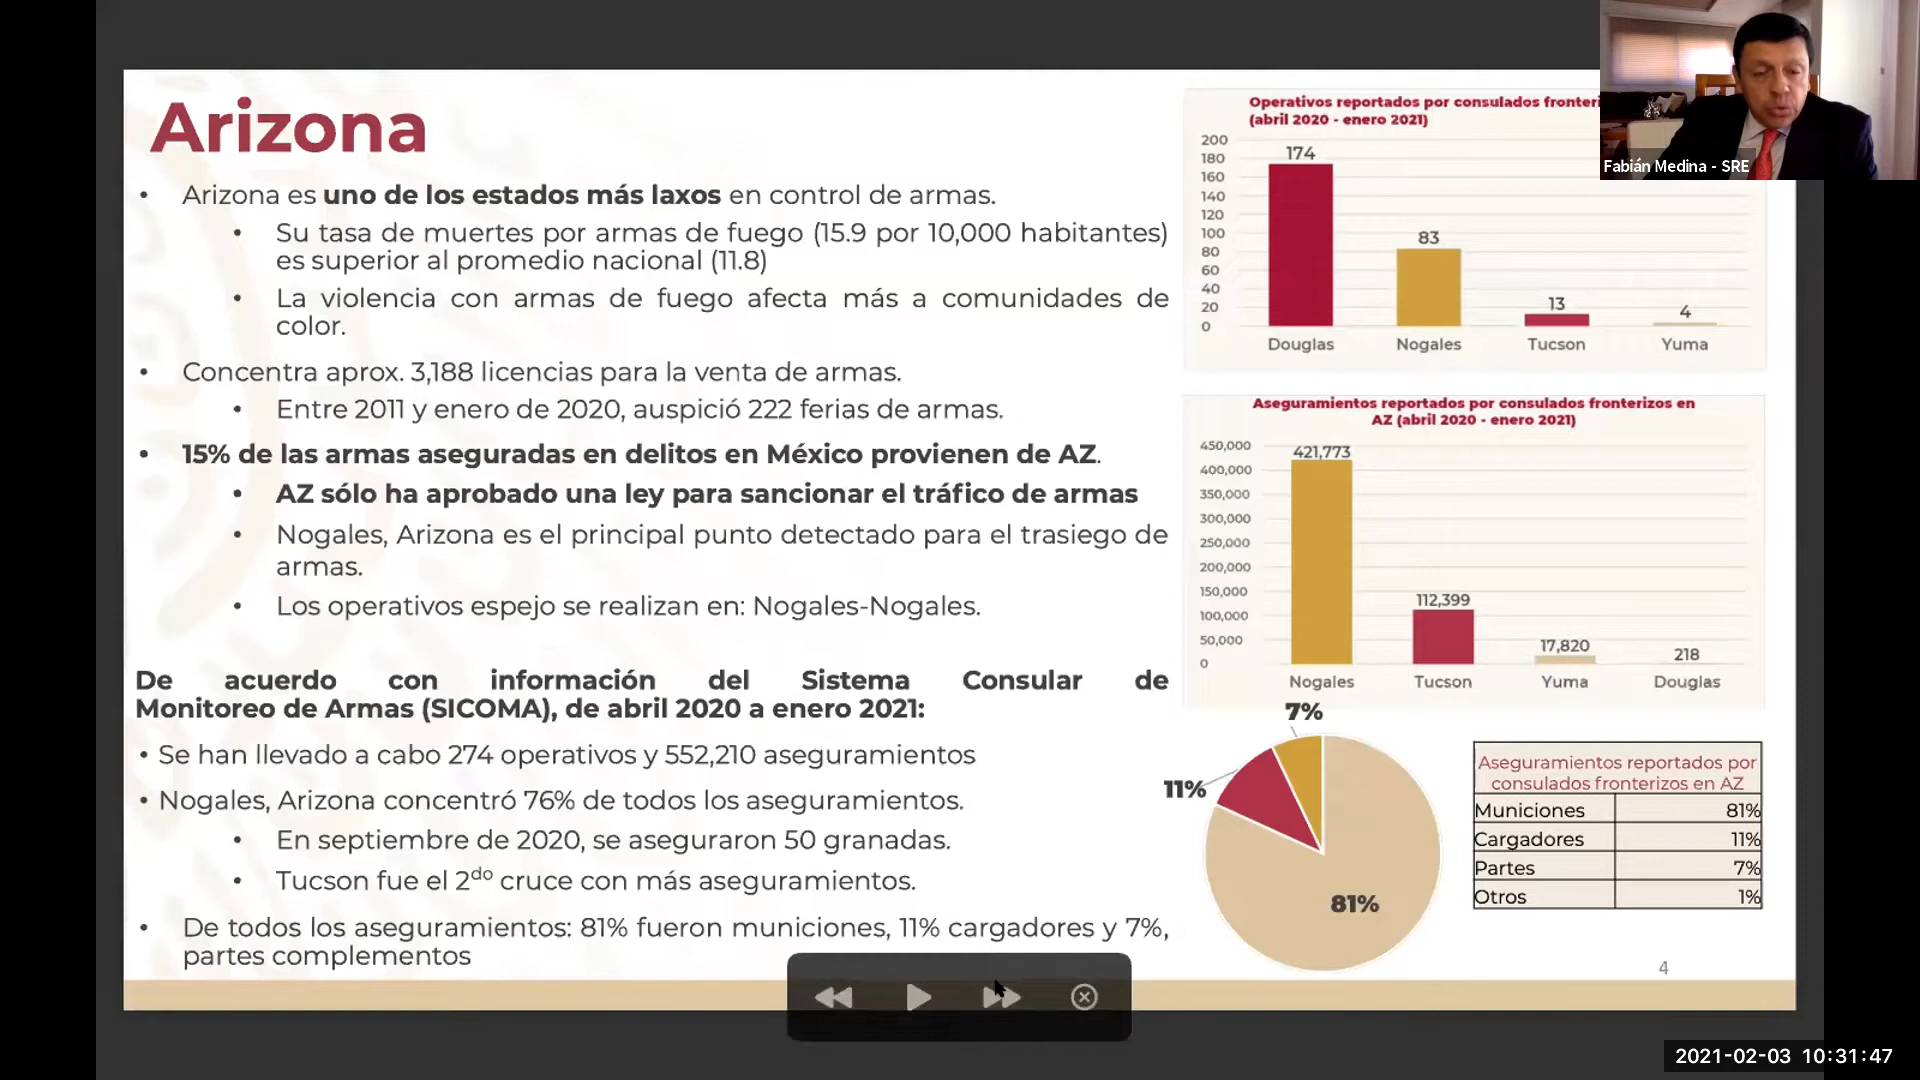 Arizona
• Arizona es uno de los estados más laxos en control de armas.
• Su tasa de muertes por armas de fuego (15.9 por 10,000 habitantes)
es superior al promedio nacional (11.8)
• La violencia con armas de fuego afecta más a comunidades de
color.
• Concentra aprox. 3,188 licencias para la venta de armas.
• Entre 2011 y enero de 2020, auspició 222 ferias de armas.
• 15% de las armas aseguradas en delitos en México provienen de AZ.
• AZ sólo ha aprobado una ley para sancionar el tráfico de armas
• Nogales, Arizona es el principal punto detectado para el trasiego de
armas.
• Los operativos espejo se realizan en: Nogales-Nogales.
De acuerdo con información del Sistema Consular de
Monitoreo de Armas (SICOMA), de abril 2020 a enero 2021:
• Se han llevado a cabo 274 operativos y 552,210 aseguramientos
• Nogales, Arizona concentró 76% de todos los aseguramientos.
• En septiembre de 2020, se aseguraron 50 granadas.
• Tucson fue el 2do cruce con más aseguramientos.
• De todos los aseguramientos: 81% fueron municiones, 11% cargadores y 7%,
partes complementos
Operativos reportados por consulados
(abril 2020 - enero 2021)
200
180
160
140
120
100
80
60
40
20
0
174
83
13
4
Douglas Nogales Tucson Yuma
Aseguramientos reportados por consulados fronterizos en
AZ (abril 2020 - enero 2021)
450,000
400,000
350,000
300,000
250,000
200,000
150,000
100,000
50,000
0
421,773
112,399
17,820
218
Nogales Tucson Yuma Douglas
7%
11%
81%
Aseguramientos reportados por
consulados fronterizos en AZ
Municiones 81%
Cargadores 11%
Partes 7%
Otros 1%
4
Fabián Medina - SRE
2021-02-03 10:31:47